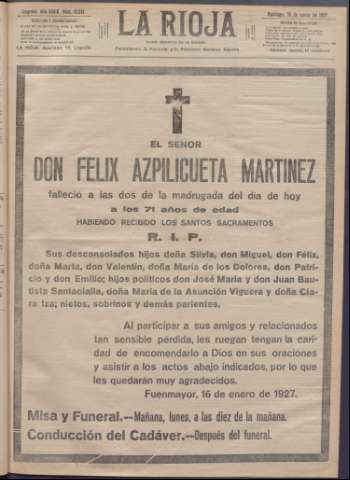 LA RIOJA
EL SEÑOR
DON FELIX AZPILICUETA MARTINEZ
falleció a las dos de la madrugada del día de hoy
a los 71 años de edad
HABIENDO RECIBIDO LOS SANTOS SACRAMENTOS
R. I. P.
Sus desconsolados hijos doña Silvia, don Miguel, don Félix,
doña Marta, don Valentín, doña María de los Dolores, don Patri-
cio y don Emilio; hijos políticos don José María y don Juan Bau-
tista Santaolalla, doña María de la Asunción Viguera y doña Cla-
ra Iza; nietos, sobrinos y demás parientes.
Al participar a sus amigos y relacionados
tan sensible pérdida, les ruegan tengan la cari-
dad de encomendarlo a Dios en sus oraciones
y asistir a los actos abajo indicados, por lo que
les quedarán muy agradecidos.
Fuenmayor, 16 de enero de 1927.
Misa y Funeral.--Mañana, lunes, a las diez de la mañana.
Conducción del Cadáver.--Después del funeral.